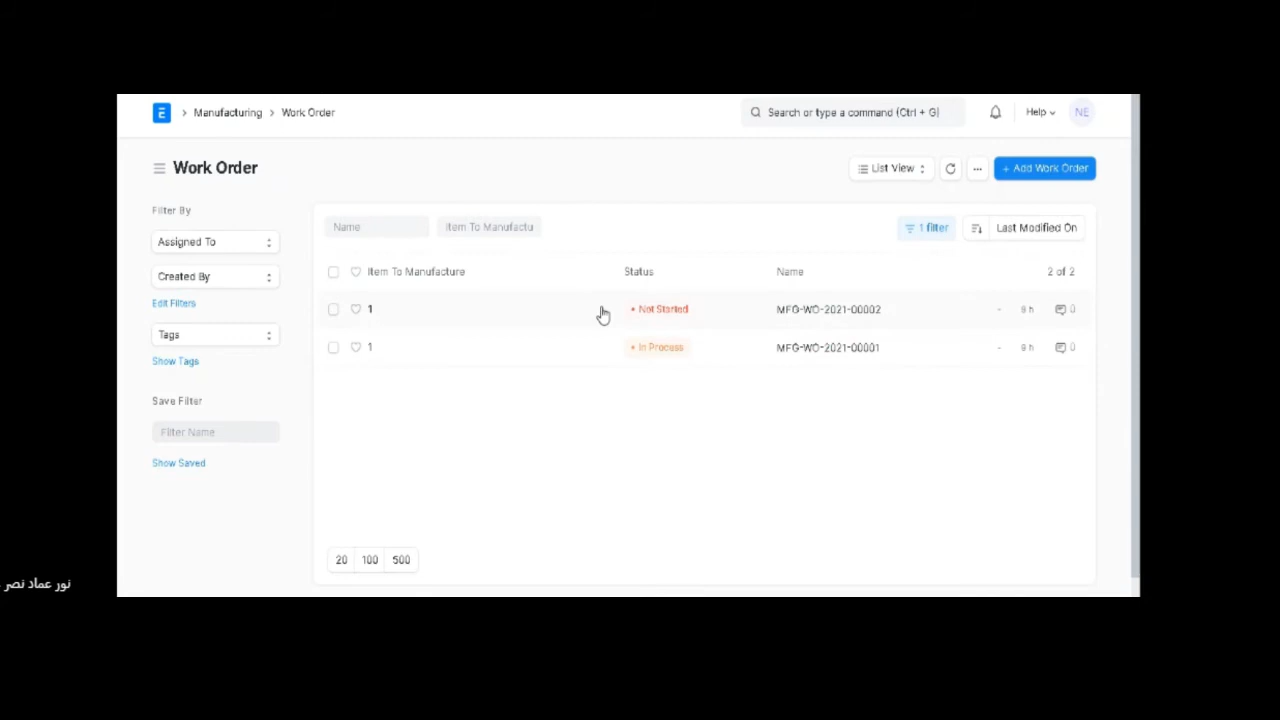 E > Manufacturing > Work Order
Search or type a command (Ctrl + G)
Help
NE
Work Order
List View
...
+ Add Work Order
Filter By
Assigned To
Created By
Edit Filters
Tags
Show Tags
Save Filter
Filter Name
Show Saved
Name
Item To Manufactu
1 filter
Last Modified On
Item To Manufacture
Status
Name
2 of 2
1
• Not Started
MFG-WO-2021-00002
-
0
1
• In Process
MFG-WO-2021-00001
-
0
20
100
500
نور عماد نصر